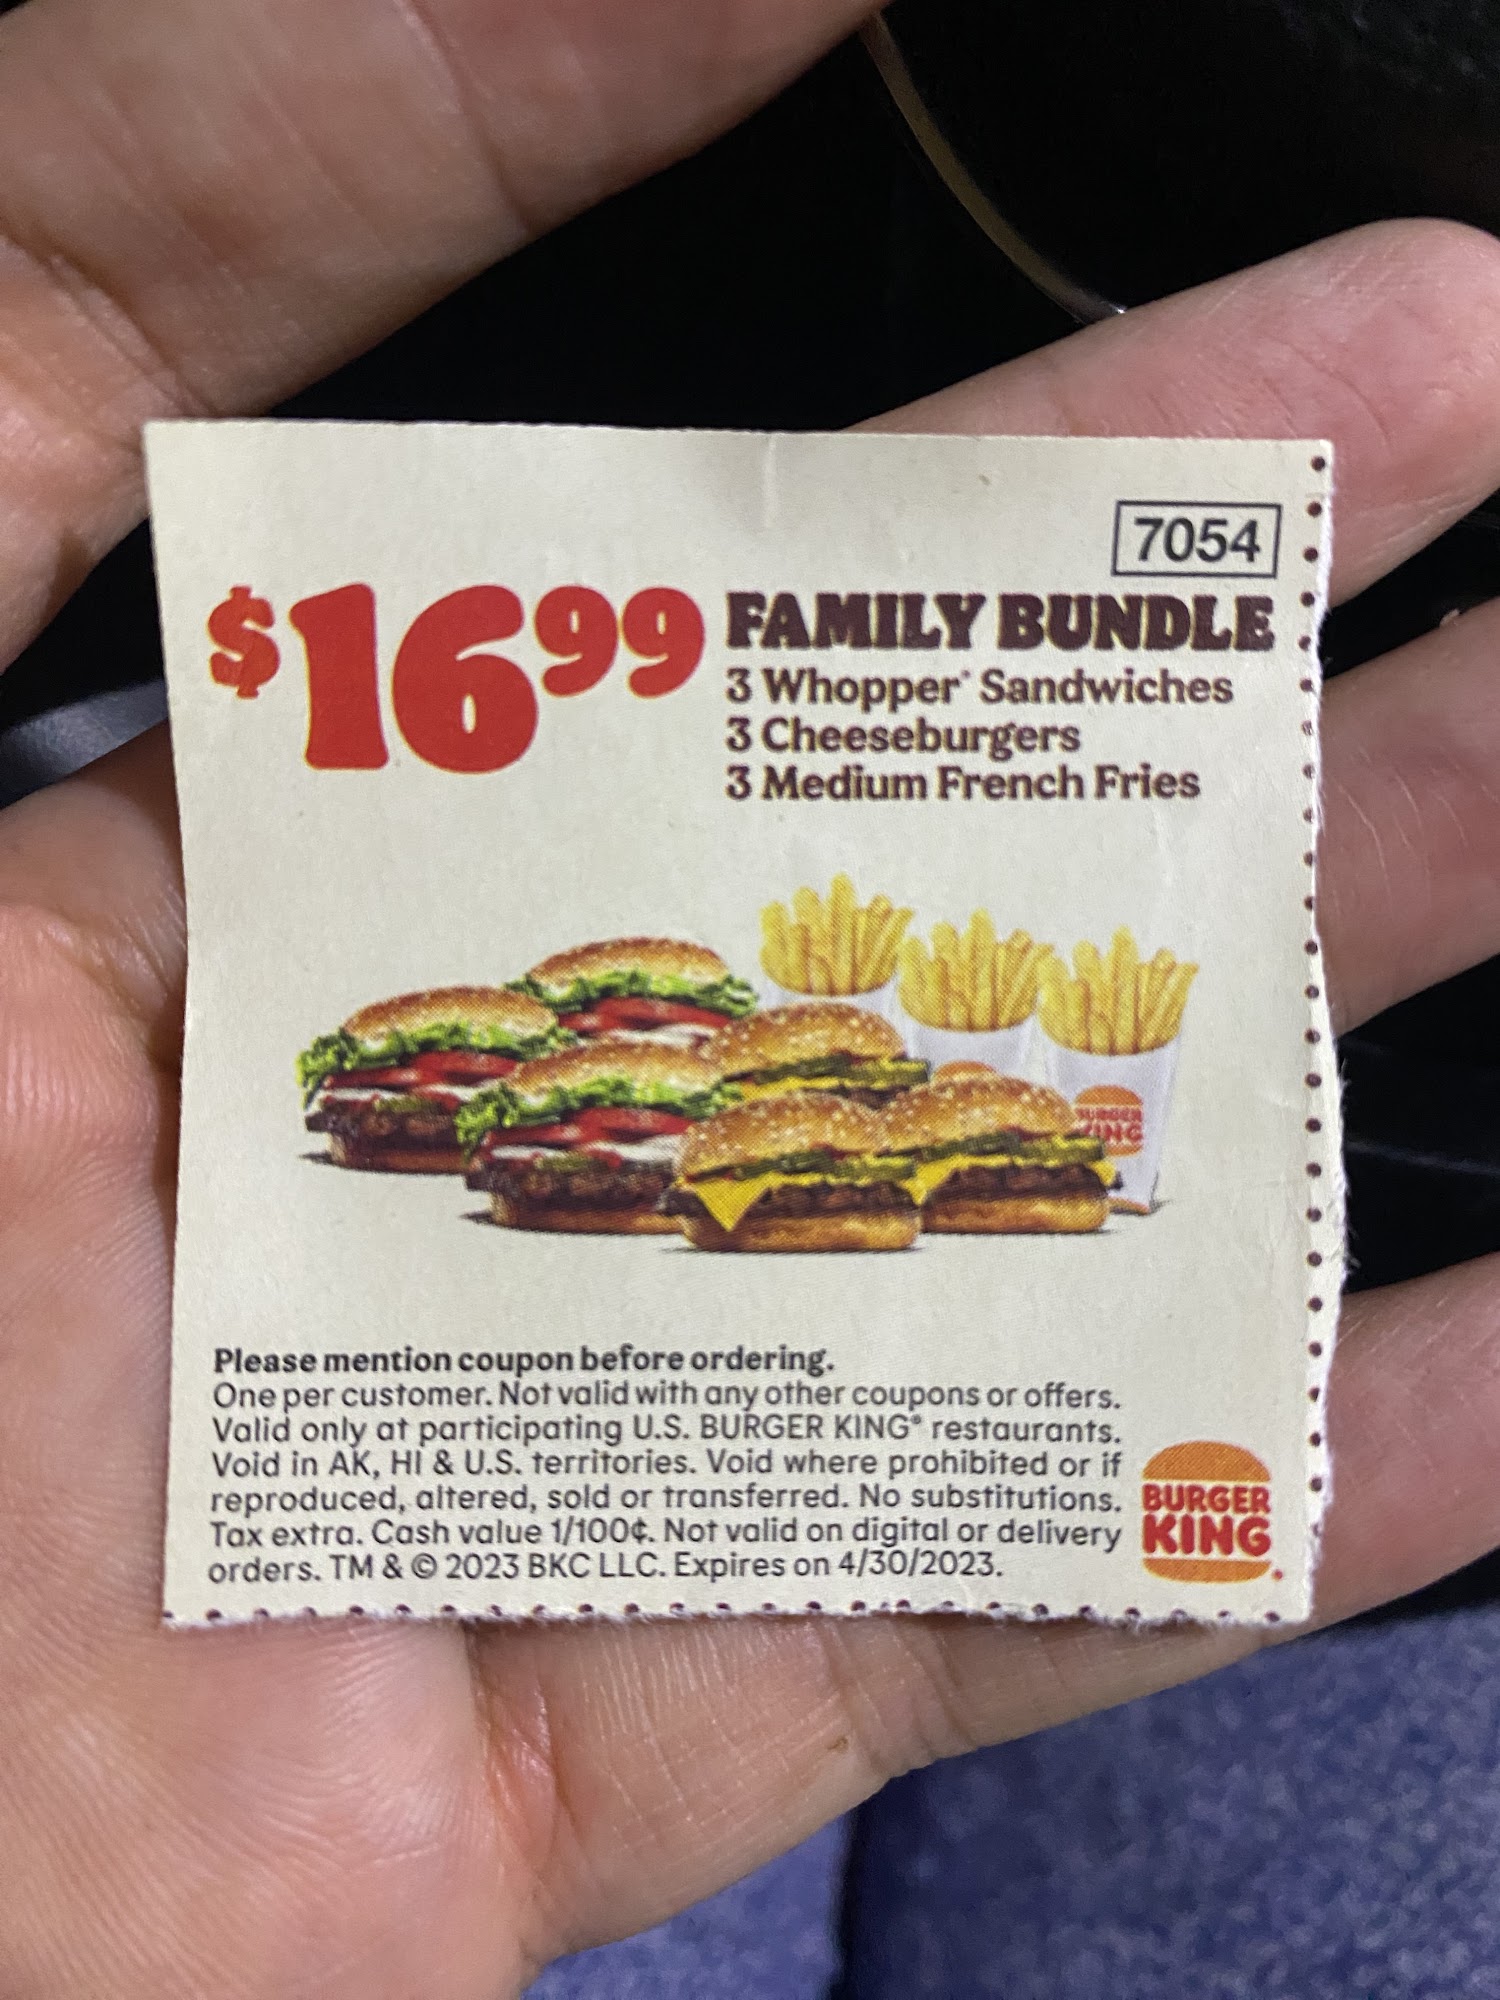 7054
$16.99 FAMILY BUNDLE
3 Whopper® Sandwiches
3 Cheeseburgers
3 Medium French Fries
BURGER
KING
Please mention coupon before ordering.
One per customer. Not valid with any other coupons or offers.
Valid only at participating U.S. BURGER KING® restaurants.
Void in AK, HI & U.S. territories. Void where prohibited or if
reproduced, altered, sold or transferred. No substitutions.
Tax extra. Cash value 1/100¢. Not valid on digital or delivery
orders. TM & © 2023 BKC LLC. Expires on 4/30/2023.
BURGER
KING